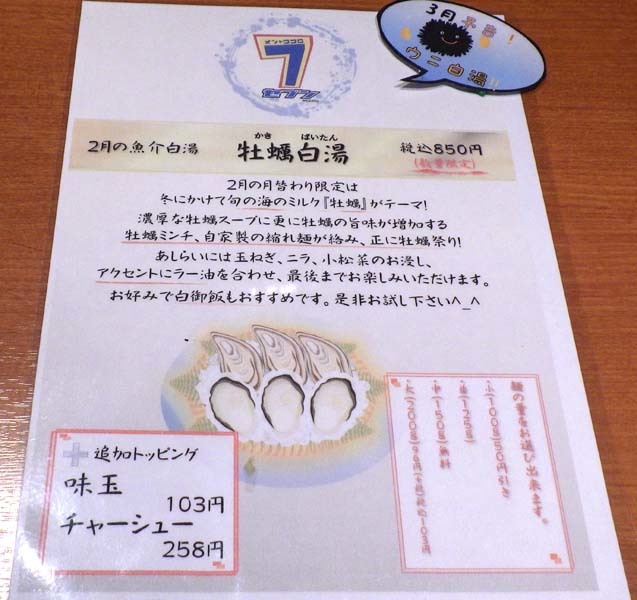 3月予告!
ウニ白湯!!
メン・ココロ
7
セブン
2月の魚介白湯
かき ぱいたん
牡蠣白湯
税込850円
(数量限定)
2月の月替わり限定は
冬にかけて旬の海のミルク『牡蠣』がテーマ!
濃厚な牡蠣スープに更に牡蠣の旨味が増加する
牡蠣ミンチ、自家製の縮れ麺が絡み、正に牡蠣祭り!
あしらいには玉ねぎ、ニラ、小松菜のお浸し、
アクセントにラー油を合わせ、最後までお楽しみいただけます。
お好みで白御飯もおすすめです。是非お試し下さい^_^
追加トッピング
味玉
103円
チャーシュー
258円
麺の量をお選び出来ます。
・小(100g)50円引き
・並(125g)
・中(150g)無料